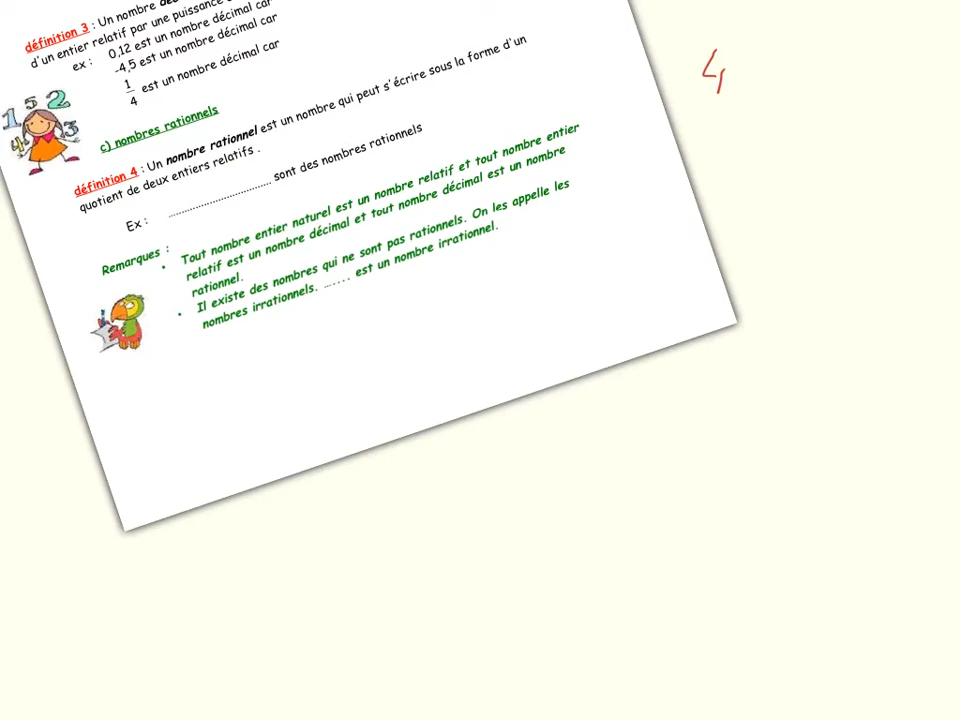 définition 3 : Un nombre
d'un entier relatif par une puissance
ex : 0,12 est un nombre décimal car
-4,5 est un nombre décimal car
1/4 est un nombre décimal car
1 5 2
4 3
c) nombres rationnels
définition 4 : Un nombre rationnel est un nombre qui peut s'écrire sous la forme d'un
quotient de deux entiers relatifs .
Ex : .............................. sont des nombres rationnels
Remarques :
• Tout nombre entier naturel est un nombre relatif et tout nombre entier
relatif est un nombre décimal et tout nombre décimal est un nombre
rationnel.
• Il existe des nombres qui ne sont pas rationnels. On les appelle les
nombres irrationnels. ........ est un nombre irrationnel.
4